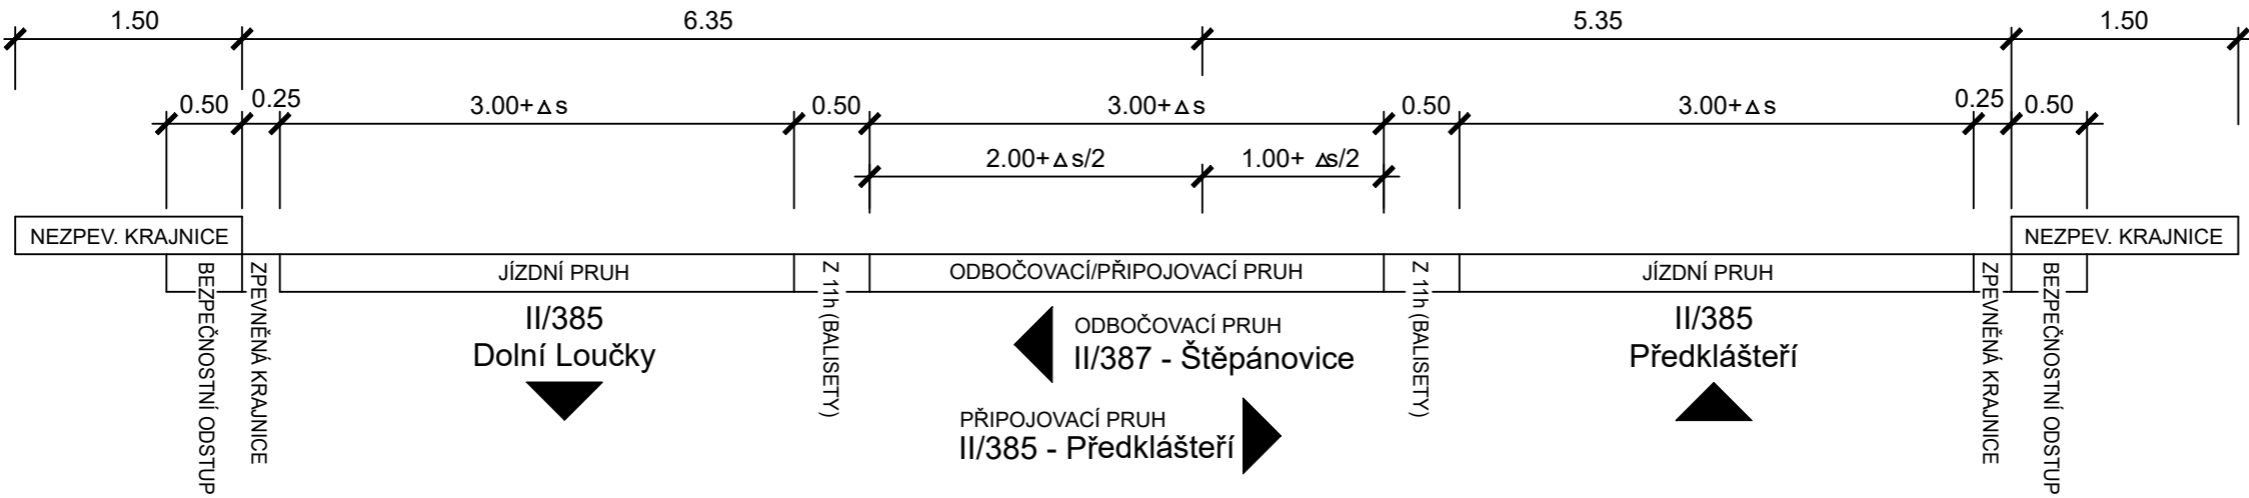 1.50 6.35 5.35 1.50
0.50 0.25 3.00+Δs 0.50 3.00+Δs 0.50 3.00+Δs 0.25 0.50
2.00+Δs/2 1.00+ Δs/2
NEZPEV. KRAJNICE NEZPEV. KRAJNICE
JÍZDNÍ PRUH ODBOČOVACÍ/PŘIPOJOVACÍ PRUH JÍZDNÍ PRUH
BEZPEČNOSTNÍ ODSTUP
ZPEVNĚNÁ KRAJNICE
II/385
Dolní Loučky
Z 11h (BALISETY)
ODBOČOVACÍ PRUH
II/387 - Štěpánovice
PŘIPOJOVACÍ PRUH
II/385 - Předklášteří
Z 11h (BALISETY)
II/385
Předklášteří
ZPEVNĚNÁ KRAJNICE
BEZPEČNOSTNÍ ODSTUP